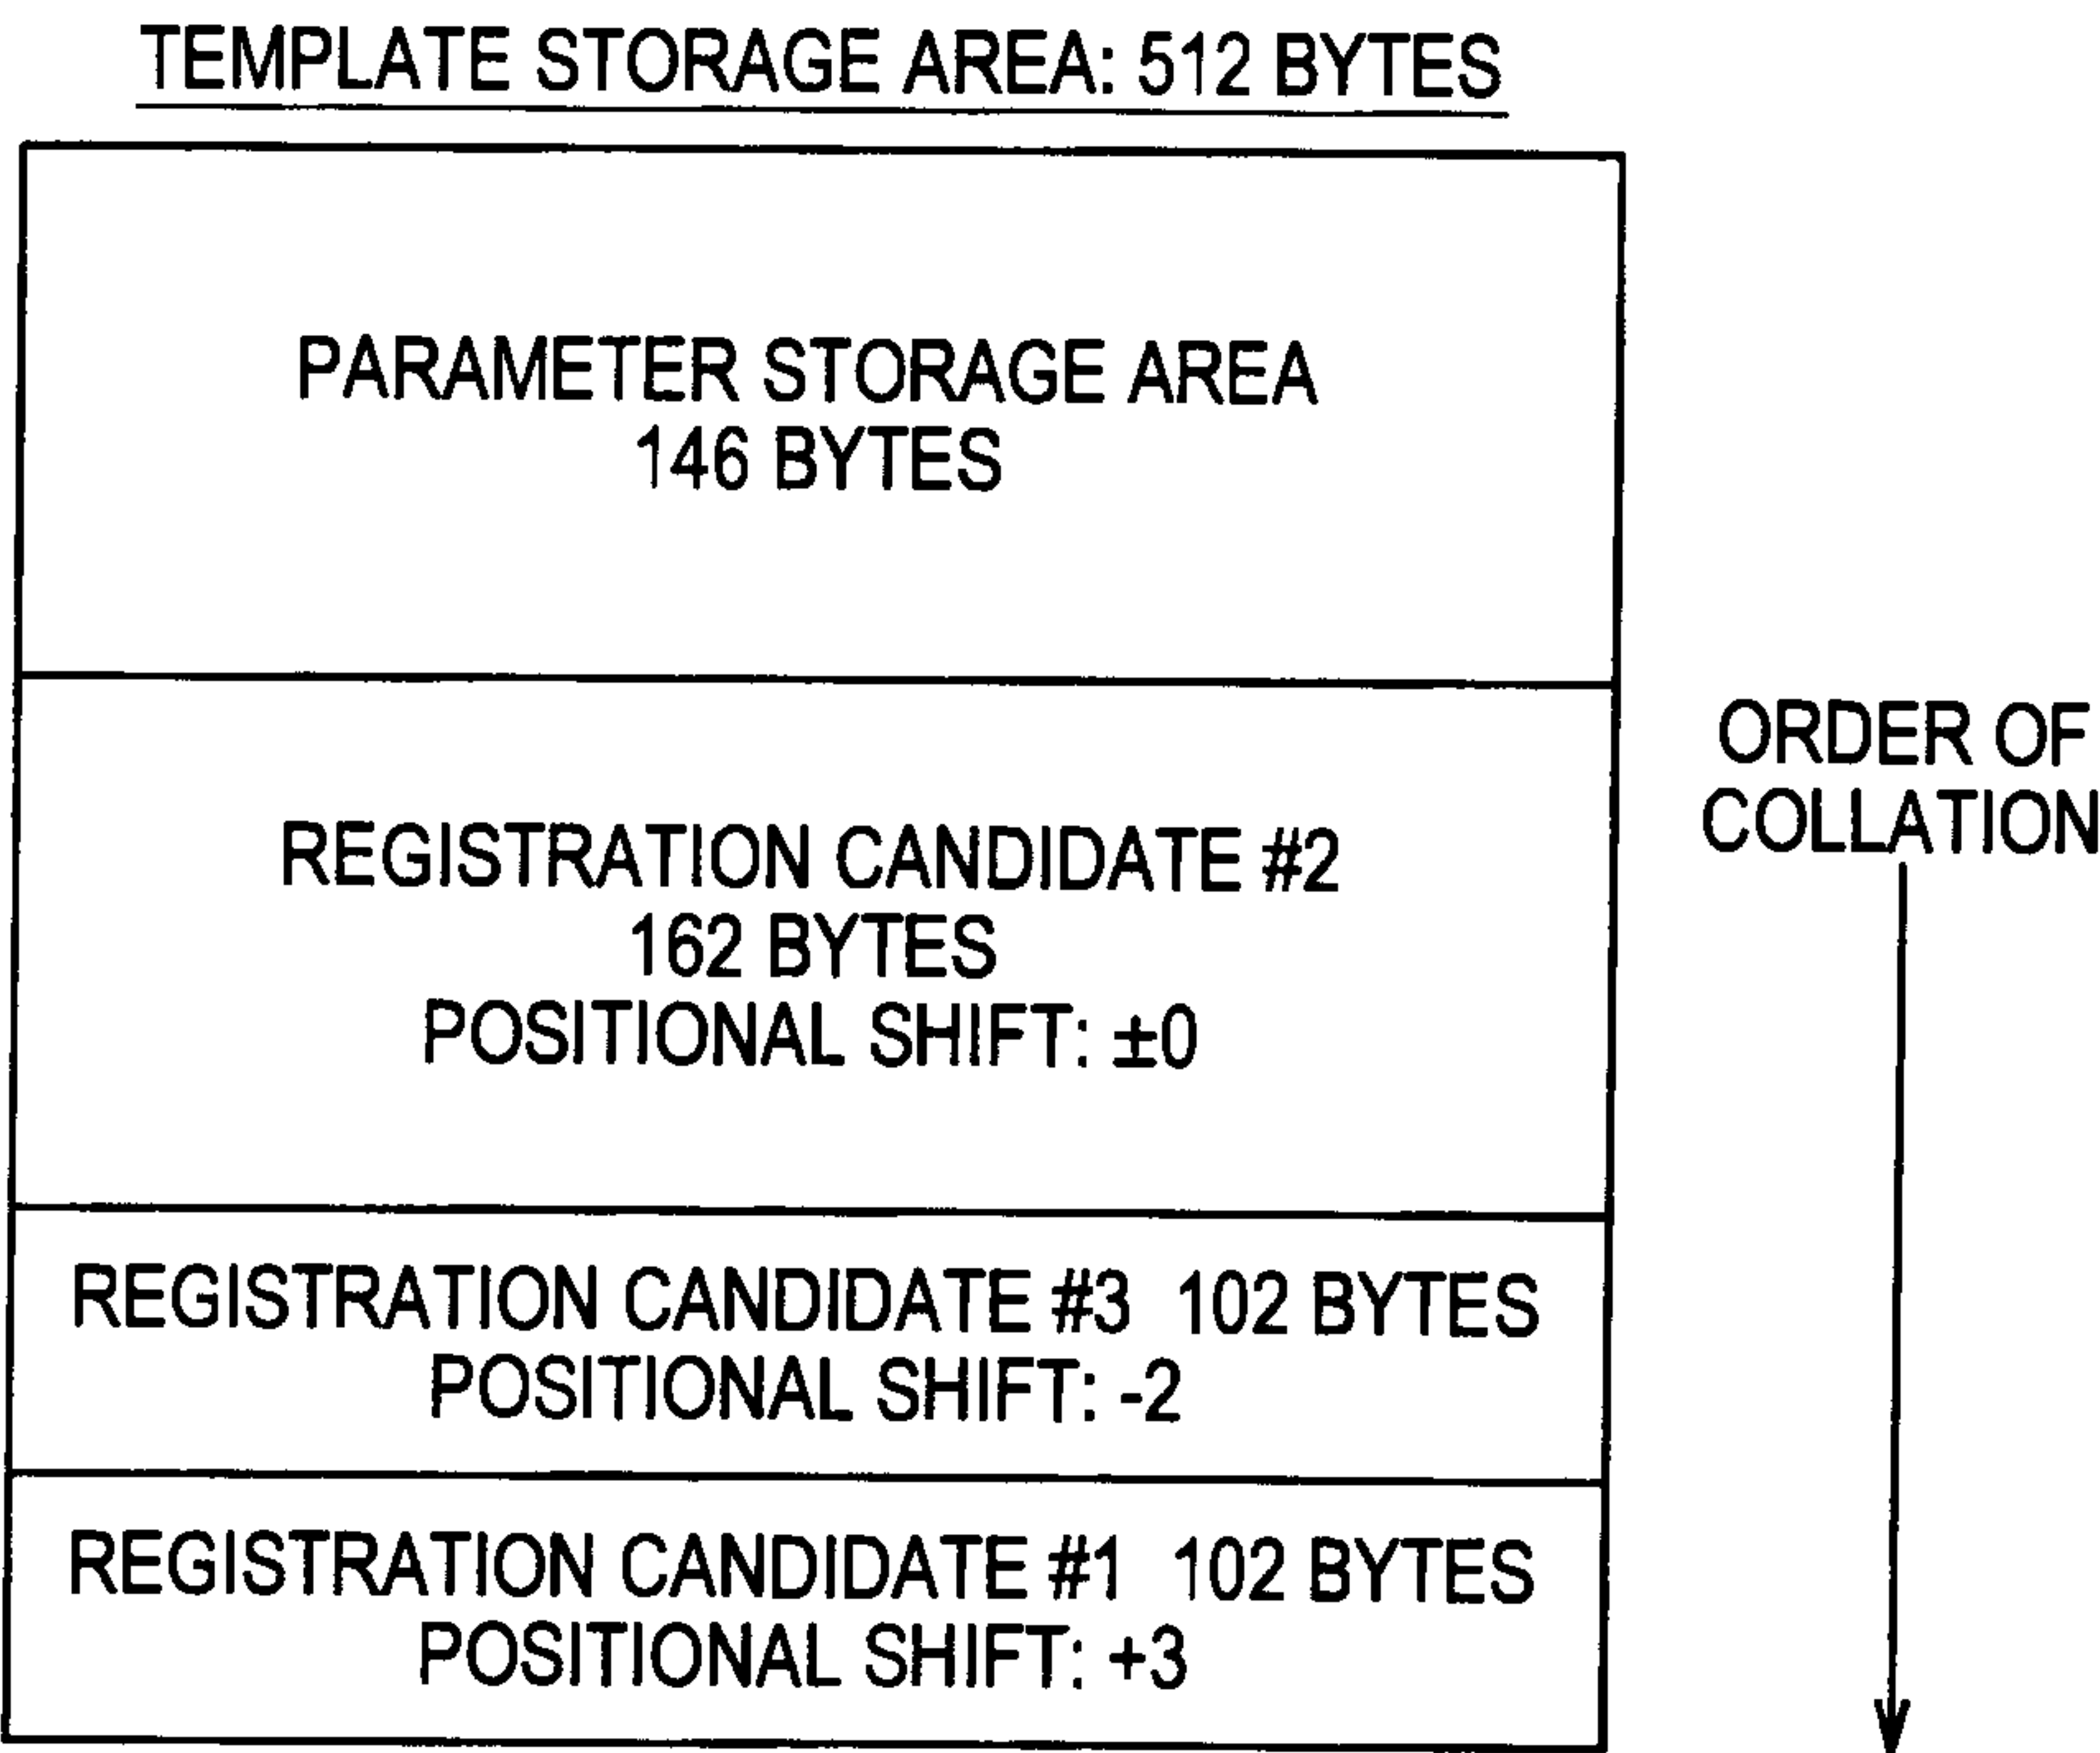 TEMPLATE STORAGE AREA: 512 BYTES
PARAMETER STORAGE AREA
146 BYTES
REGISTRATION CANDIDATE #2
162 BYTES
POSITIONAL SHIFT: ±0
REGISTRATION CANDIDATE #3 102 BYTES
POSITIONAL SHIFT: -2
REGISTRATION CANDIDATE #1 102 BYTES
POSITIONAL SHIFT: +3
ORDER OF
COLLATION